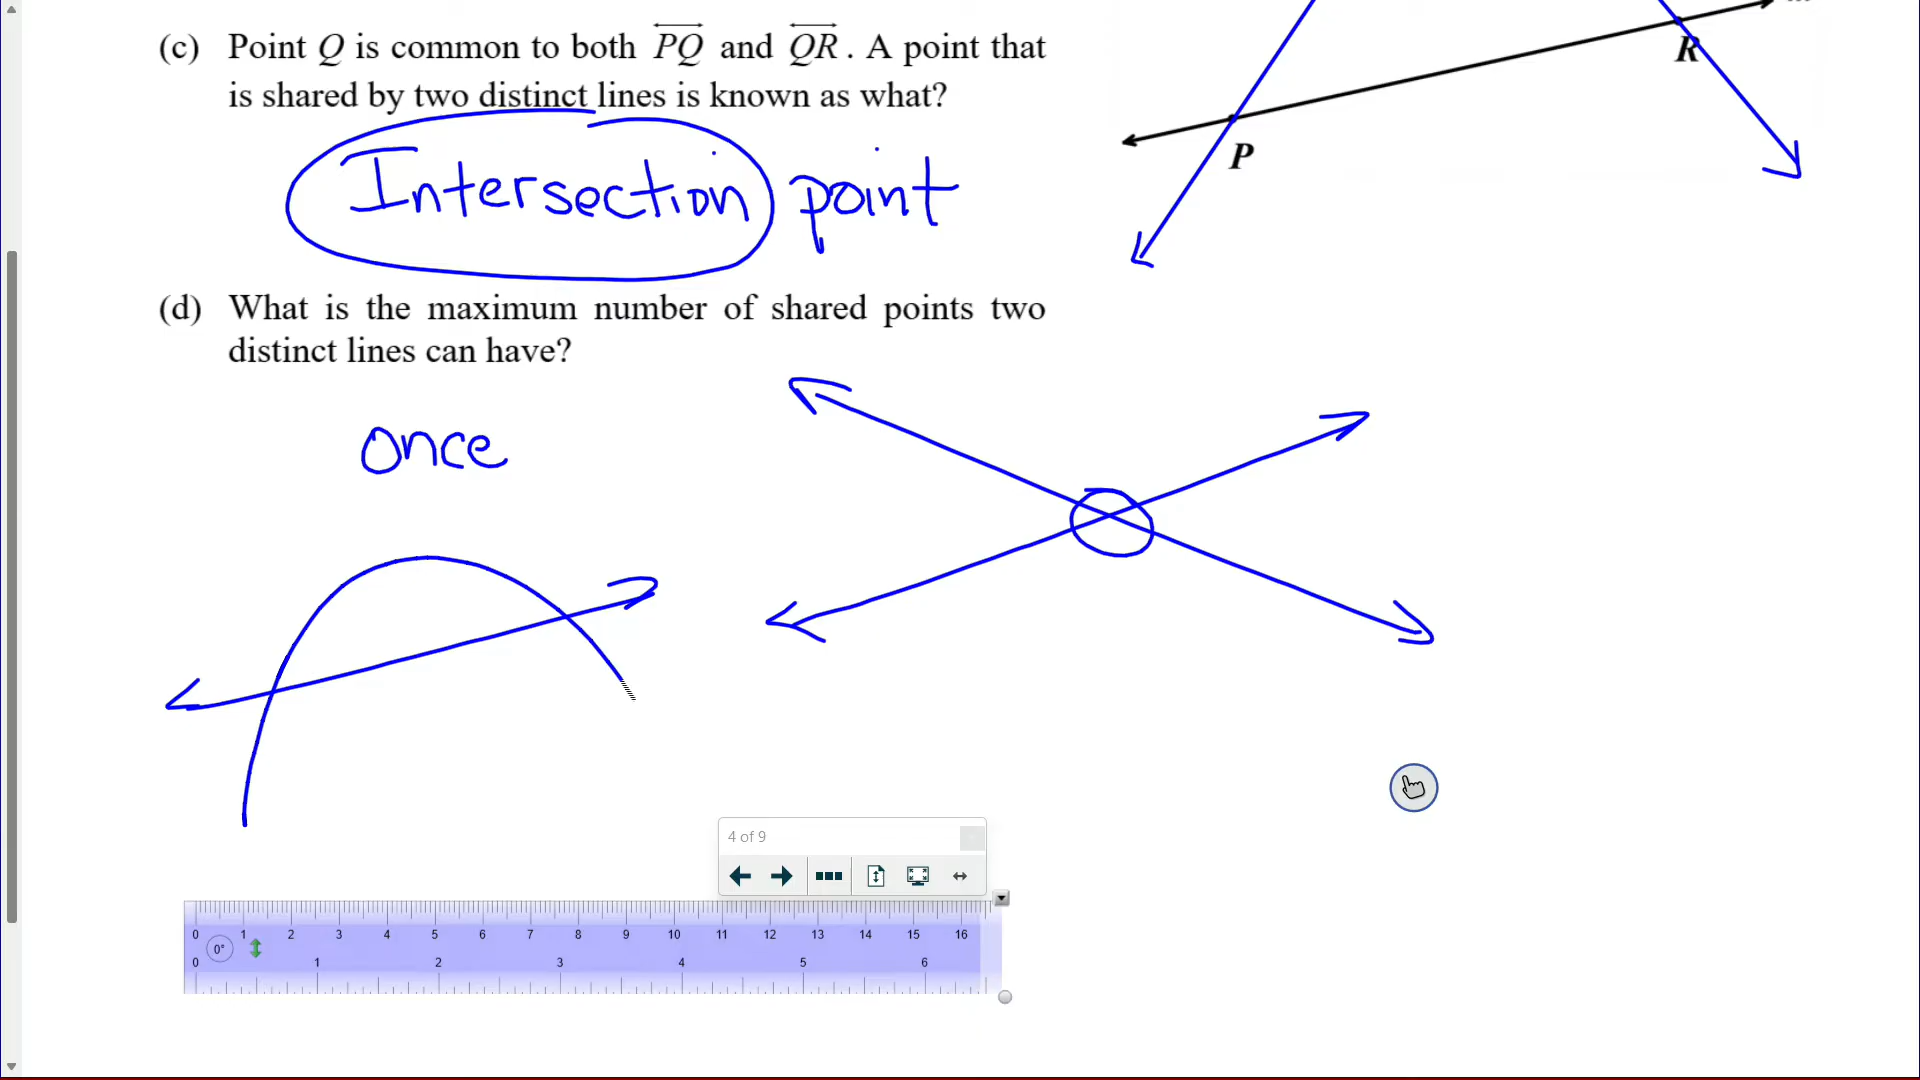 (c) Point Q is common to both PQ and QR. A point that
is shared by two distinct lines is known as what?
R
P
Intersection point
(d) What is the maximum number of shared points two
distinct lines can have?
once
4 of 9
0 1 2 3 4 5 6 7 8 9 10 11 12 13 14 15 16
0°
0 1 2 3 4 5 6